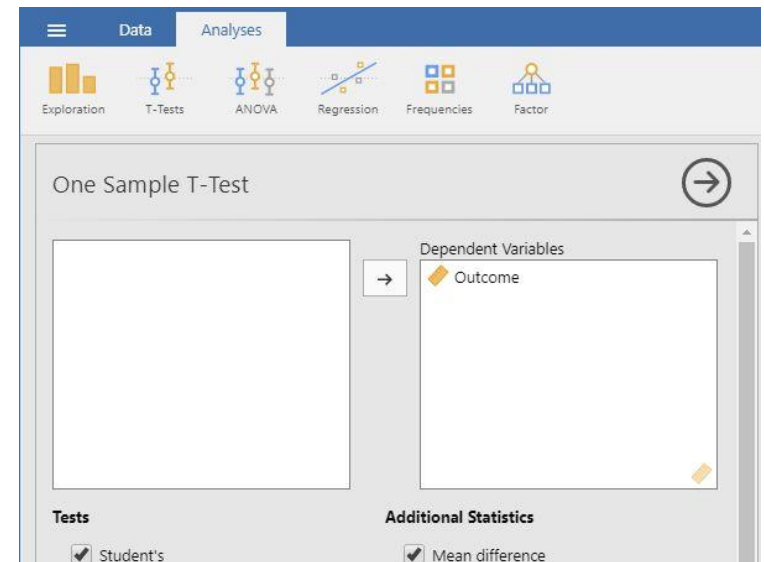 Data Analyses
Exploration T-Tests ANOVA Regression Frequencies Factor
One Sample T-Test
Dependent Variables
Outcome
Tests Additional Statistics
Student's Mean difference